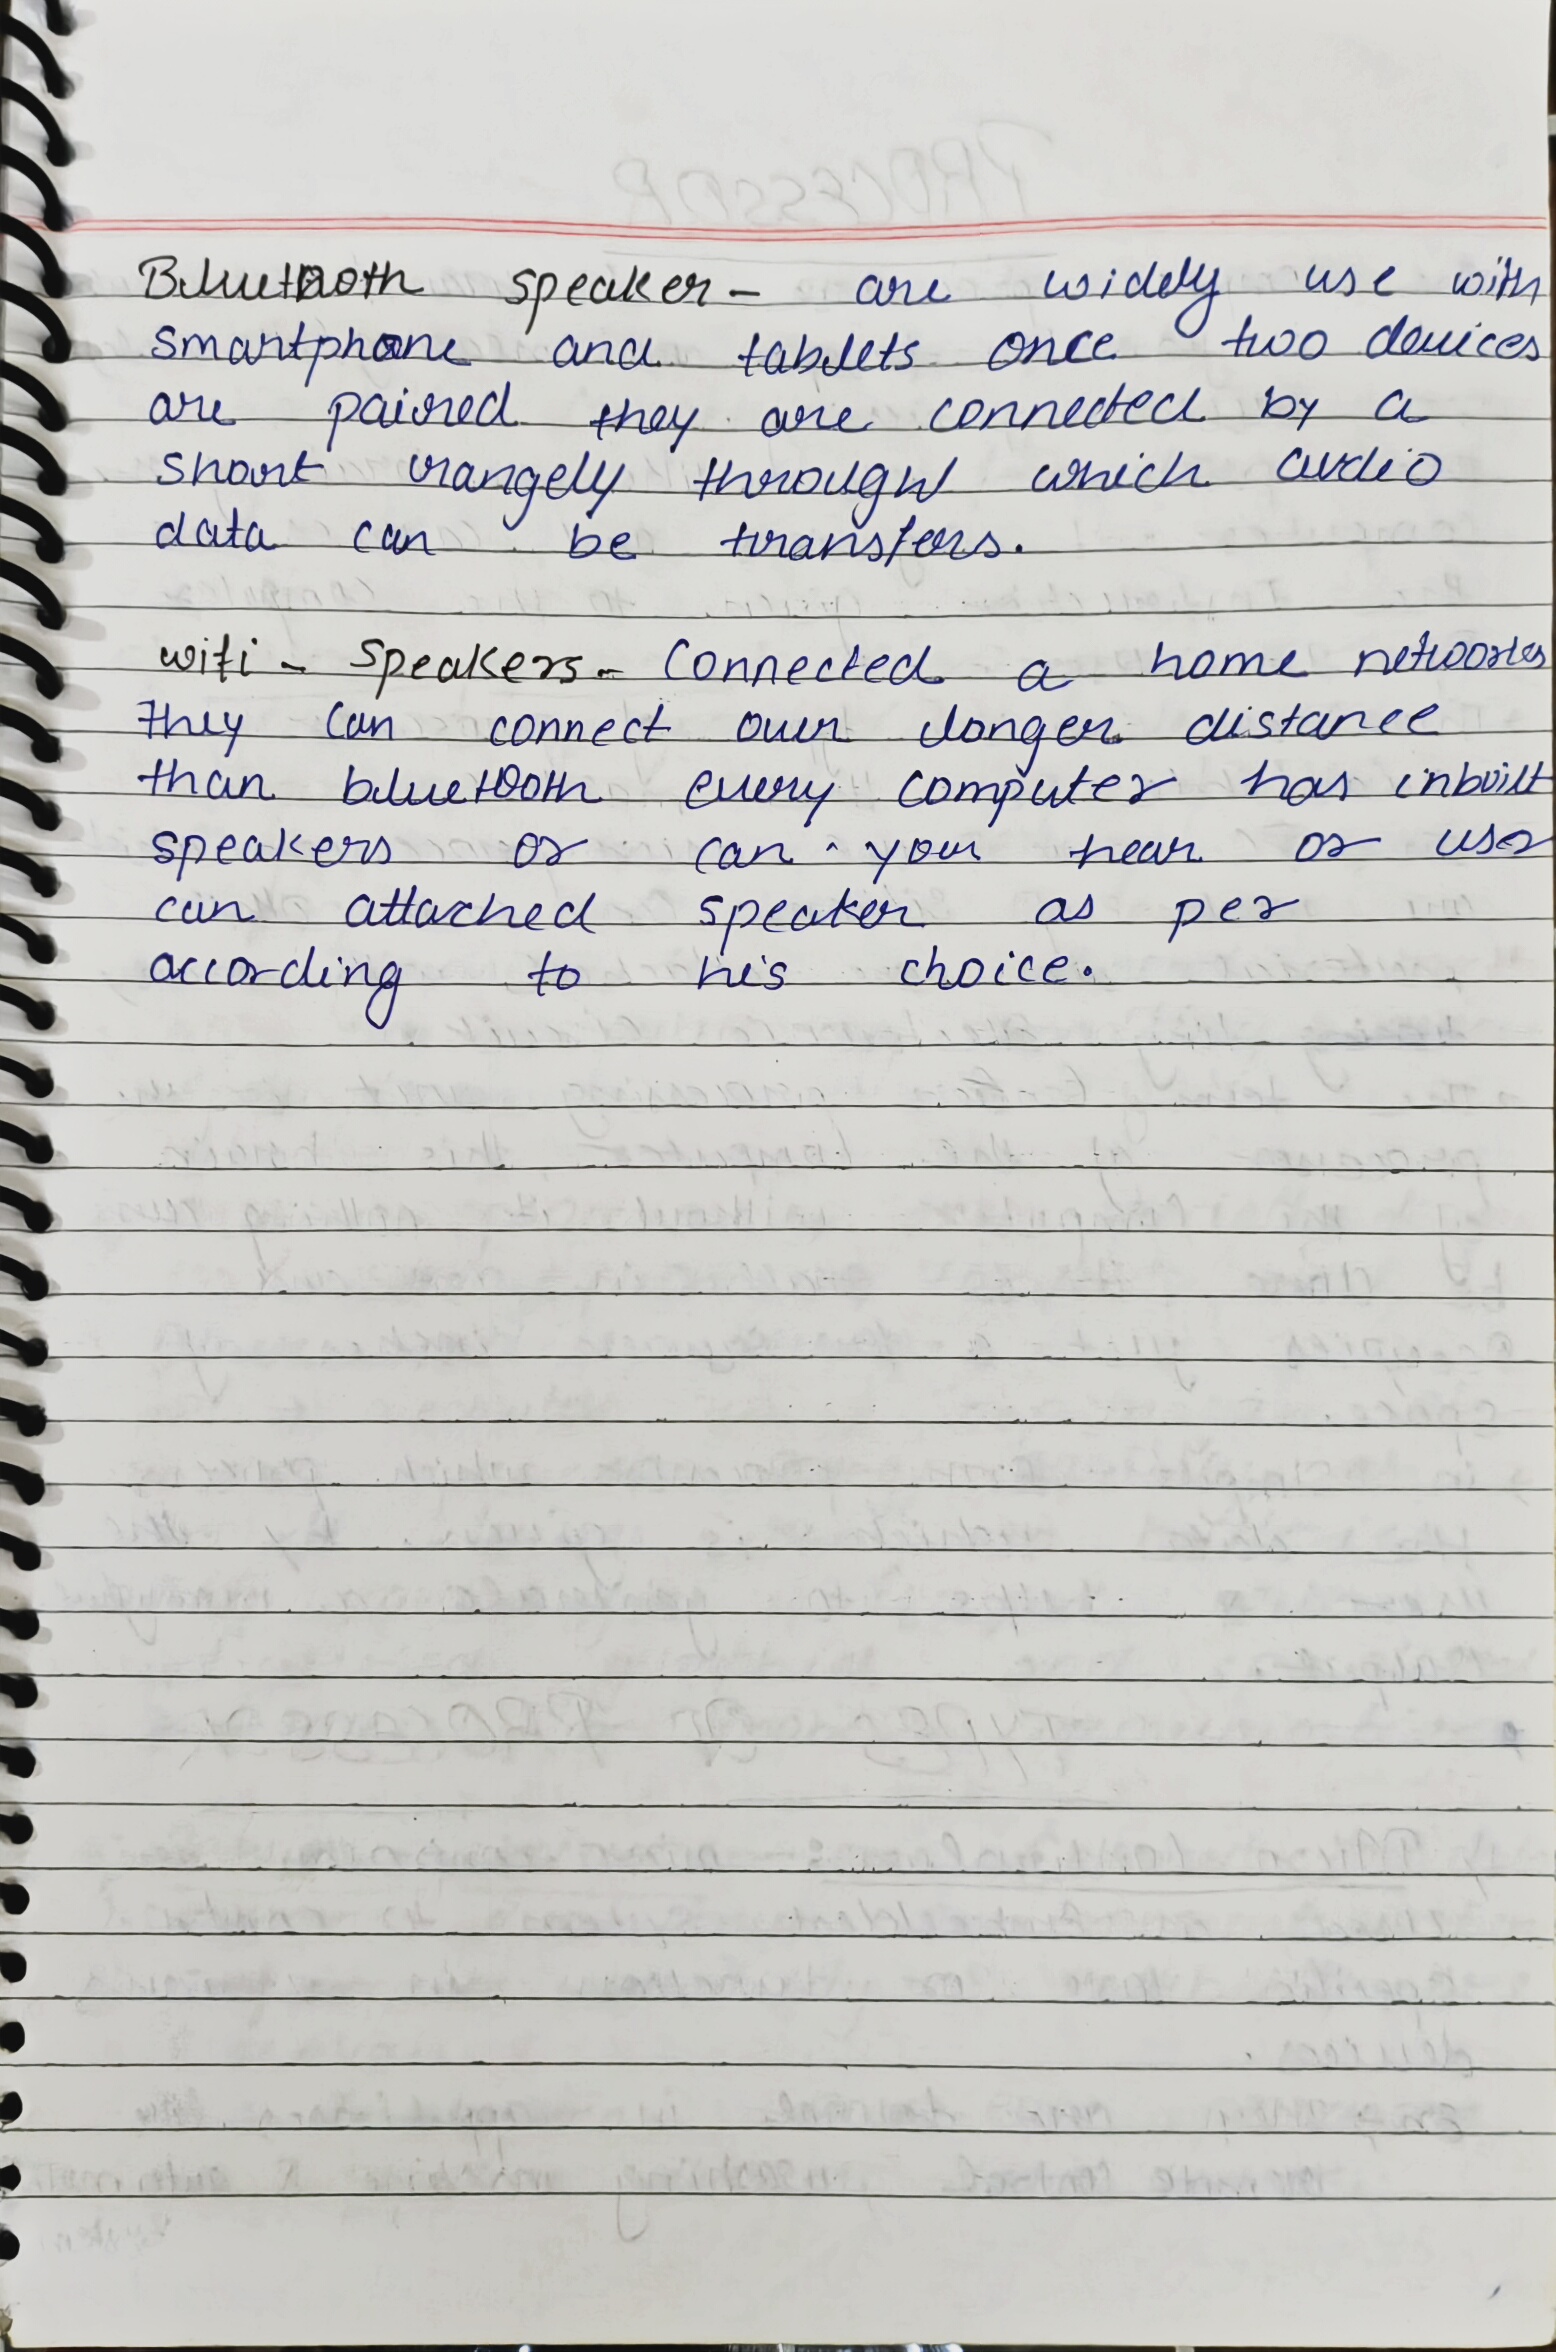 Bluetooth speaker - are widely use with
smartphone and tablets once two devices
are paired they are connected by a
short rangely through which audio
data can be transfers.
wifi - speakers - Connected a home networks
They can connect over longer distance
than bluetooth every computer has inbuilt
speakers or can you hear or user
can attached speaker as per
according to his choice.